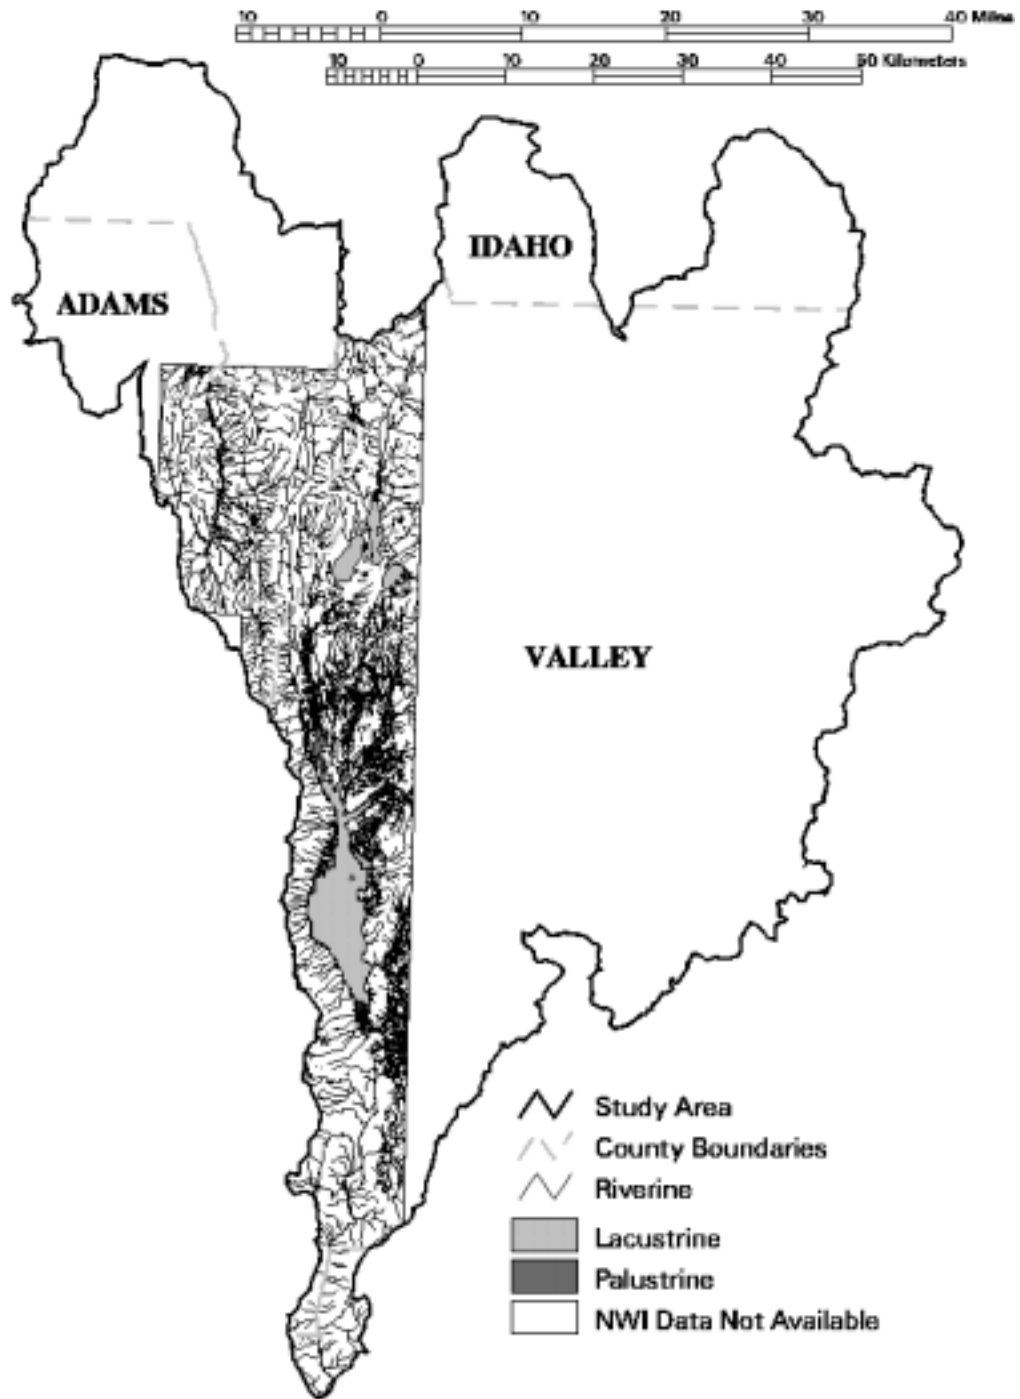 10 0 10 20 30 40 Miles
10 0 10 20 30 40 50 Kilometers
IDAHO
ADAMS
VALLEY
Study Area
County Boundaries
Riverine
Lacustrine
Palustrine
NWI Data Not Available